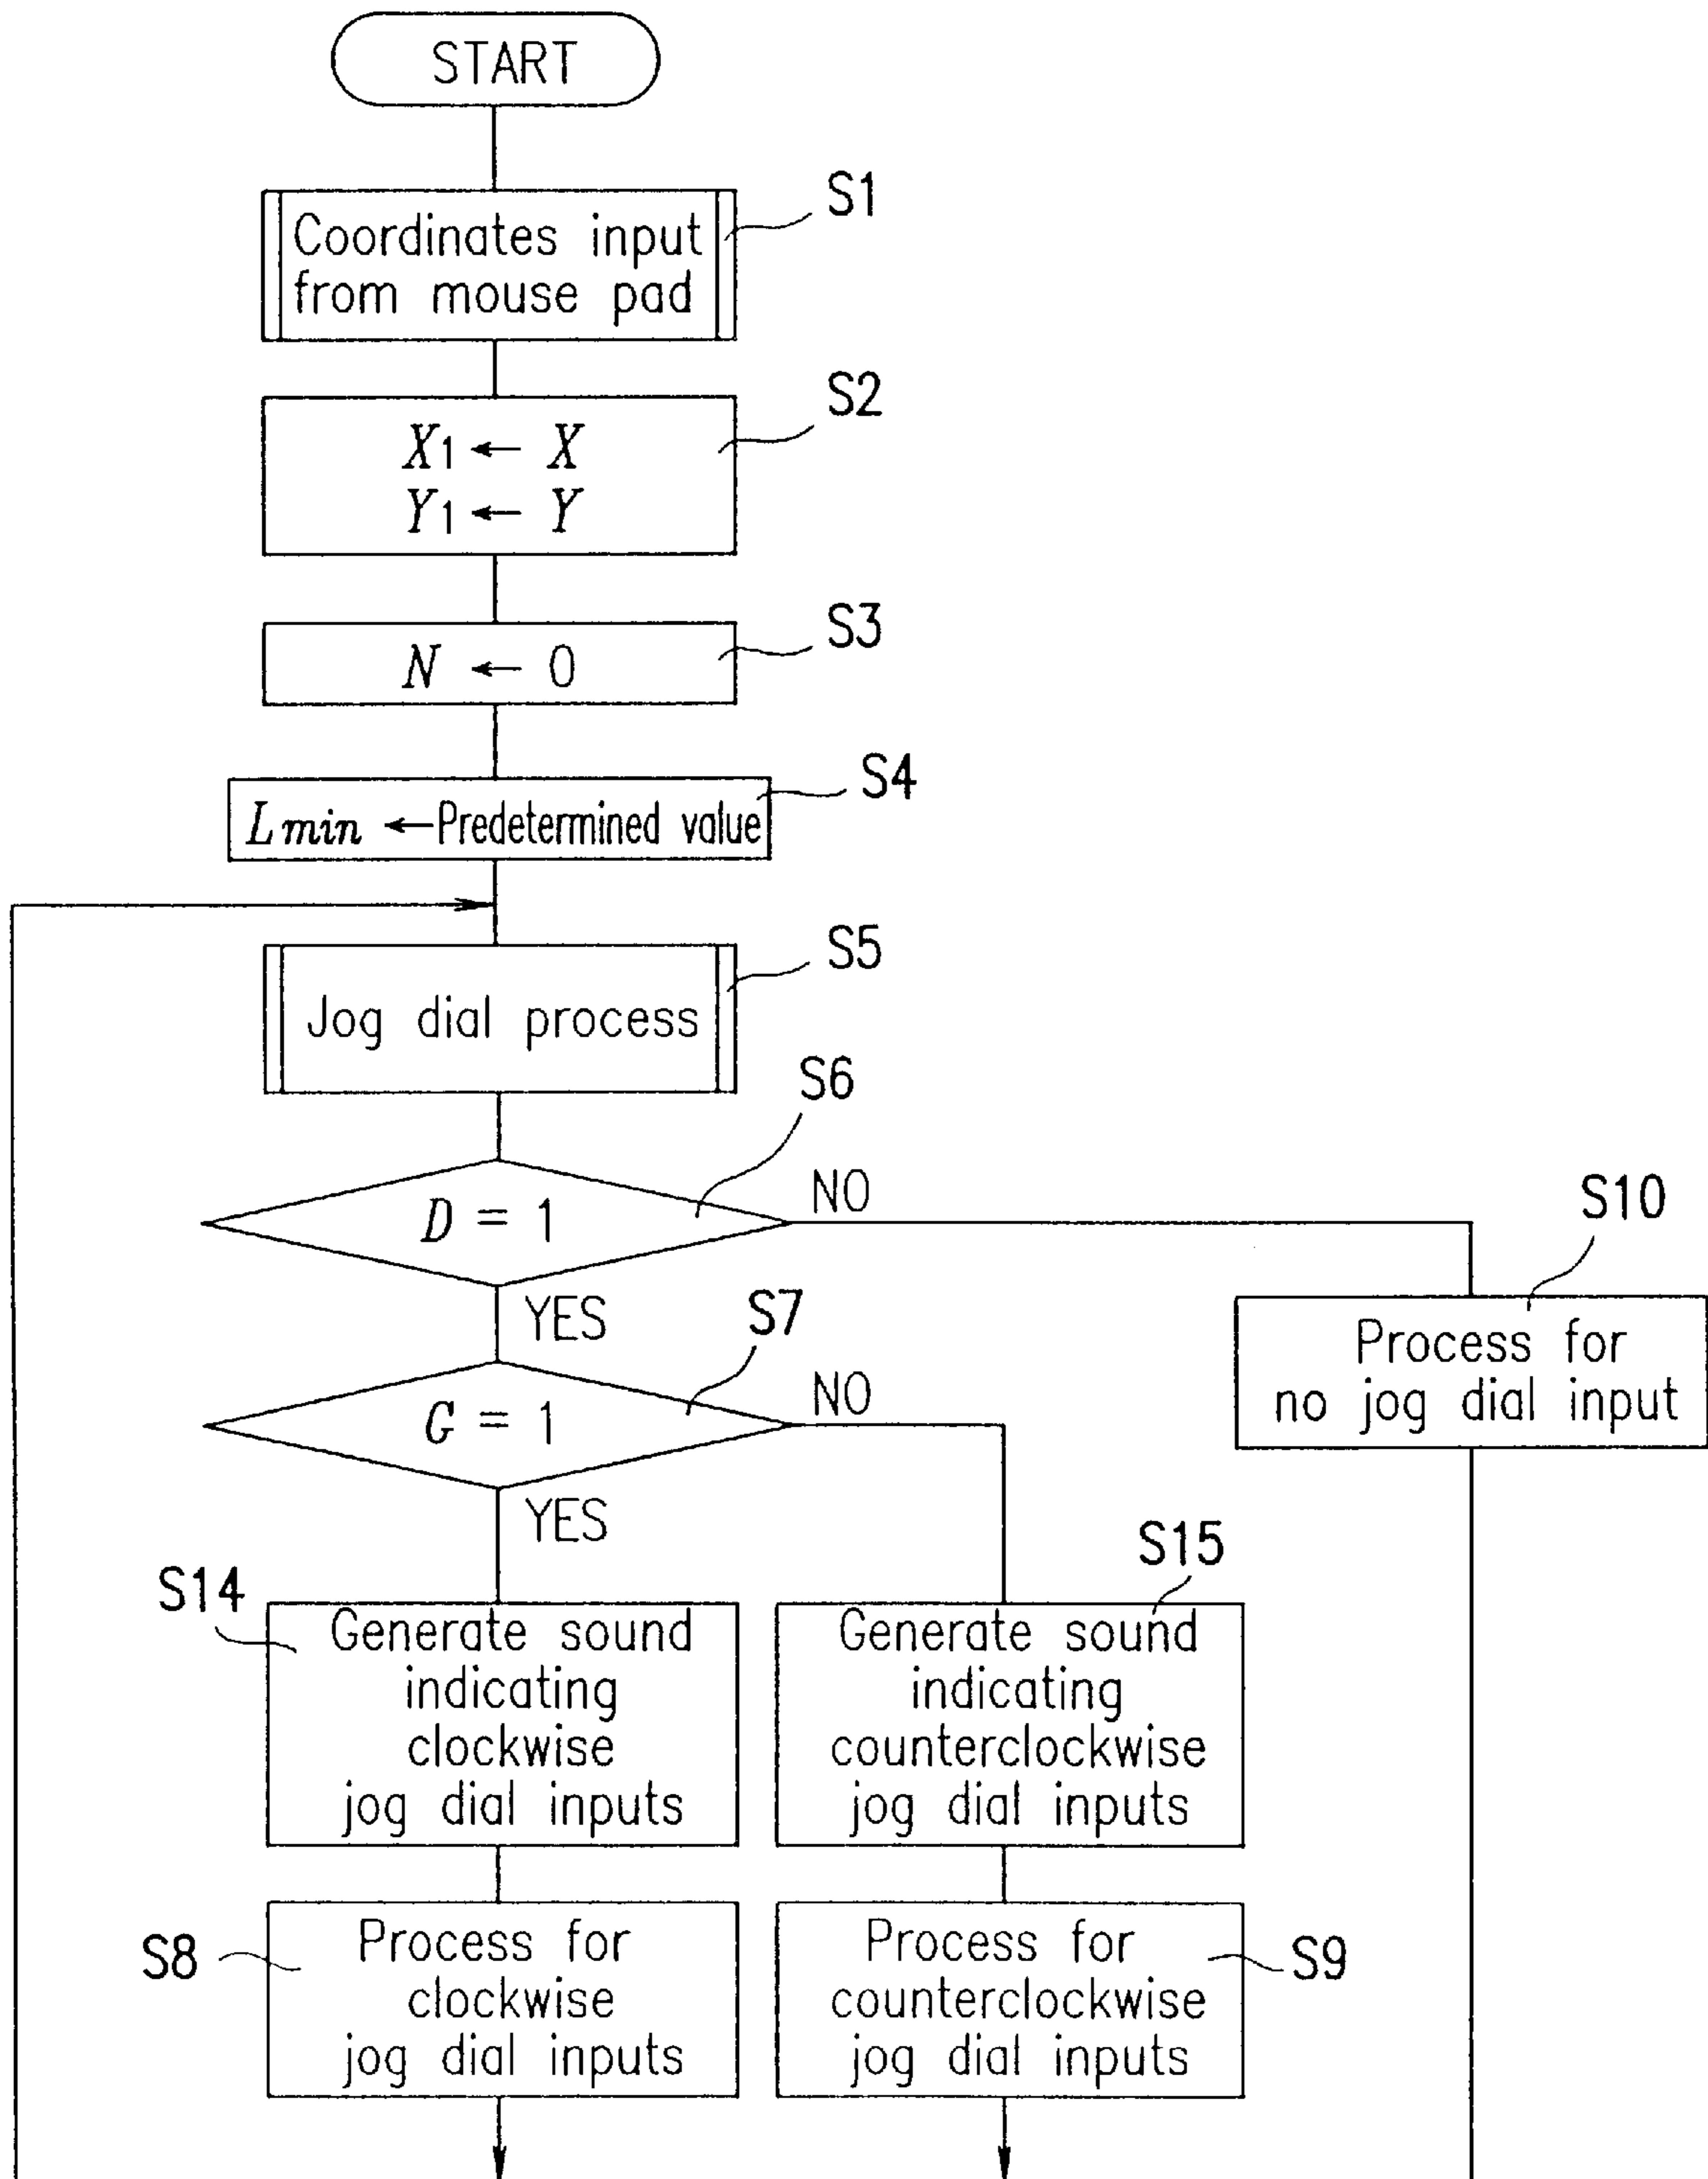 START
S1
Coordinates input
from mouse pad
S2
X1 ← X
Y1 ← Y
S3
N ← 0
S4
Lmin ←Predetermined value
S5
Jog dial process
S6
D = 1
NO
S10
YES
S7
Process for
no jog dial input
G = 1
NO
YES
S14
Generate sound
indicating
clockwise
jog dial inputs
S15
Generate sound
indicating
counterclockwise
jog dial inputs
S8
Process for
clockwise
jog dial inputs
Process for
counterclockwise
jog dial inputs
S9